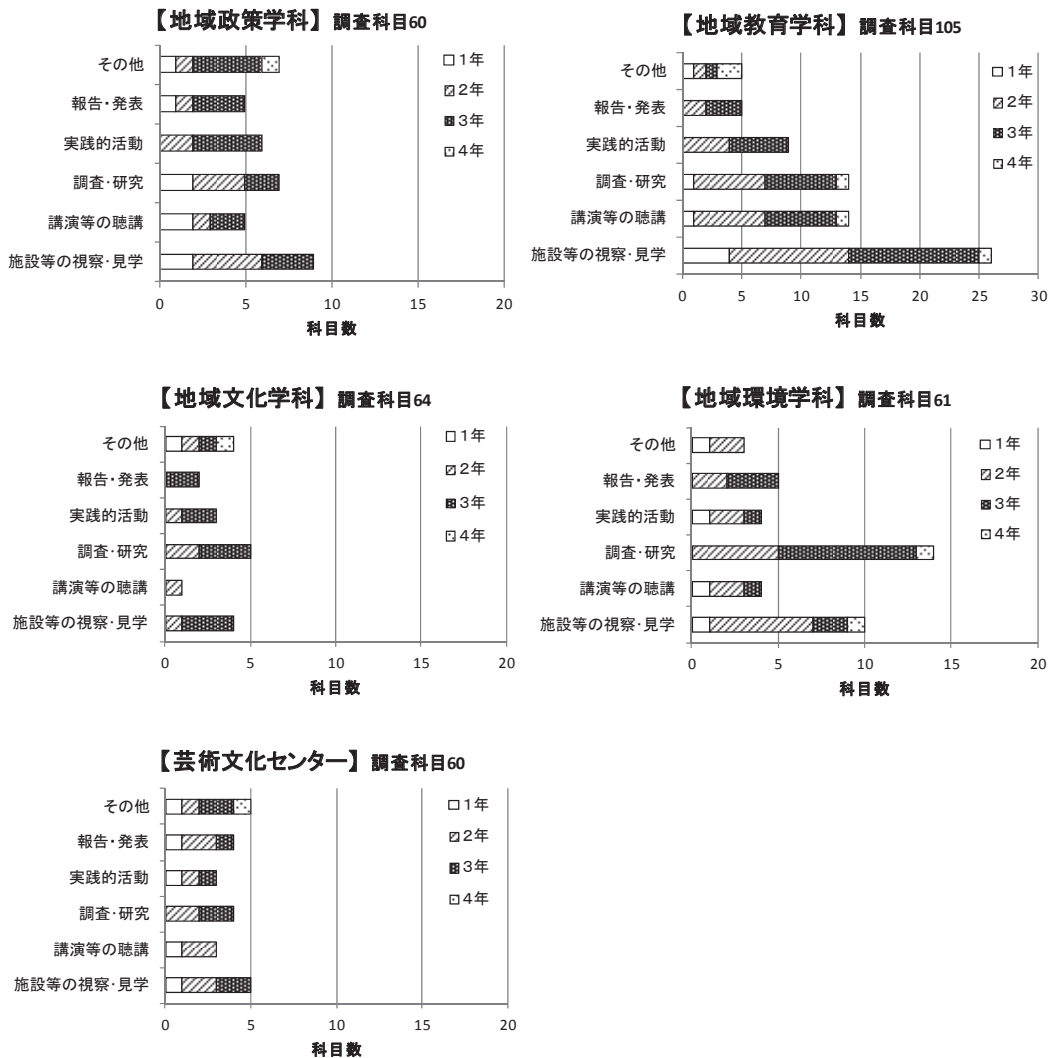 【地域政策学科】 調査科目60
その他
報告・発表
実践的活動
調査・研究
講演等の聴講
施設等の視察・見学
0 5 10 15 20
科目数
1年
2年
3年
4年
【地域教育学科】 調査科目105
その他
報告・発表
実践的活動
調査・研究
講演等の聴講
施設等の視察・見学
0 5 10 15 20 25 30
科目数
1年
2年
3年
4年
【地域文化学科】 調査科目64
その他
報告・発表
実践的活動
調査・研究
講演等の聴講
施設等の視察・見学
0 5 10 15 20
科目数
1年
2年
3年
4年
【地域環境学科】 調査科目61
その他
報告・発表
実践的活動
調査・研究
講演等の聴講
施設等の視察・見学
0 5 10 15 20
科目数
1年
2年
3年
4年
【芸術文化センター】 調査科目60
その他
報告・発表
実践的活動
調査・研究
講演等の聴講
施設等の視察・見学
0 5 10 15 20
科目数
1年
2年
3年
4年